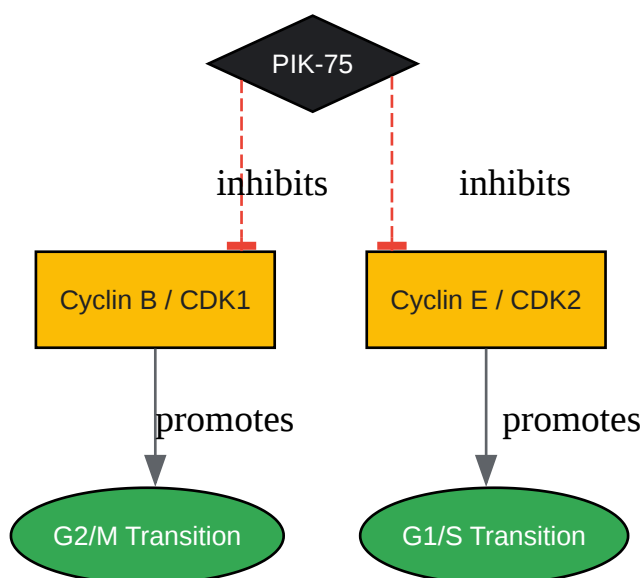 PIK-75
inhibits
inhibits
Cyclin B / CDK1
Cyclin E / CDK2
promotes
promotes
G2/M Transition
G1/S Transition